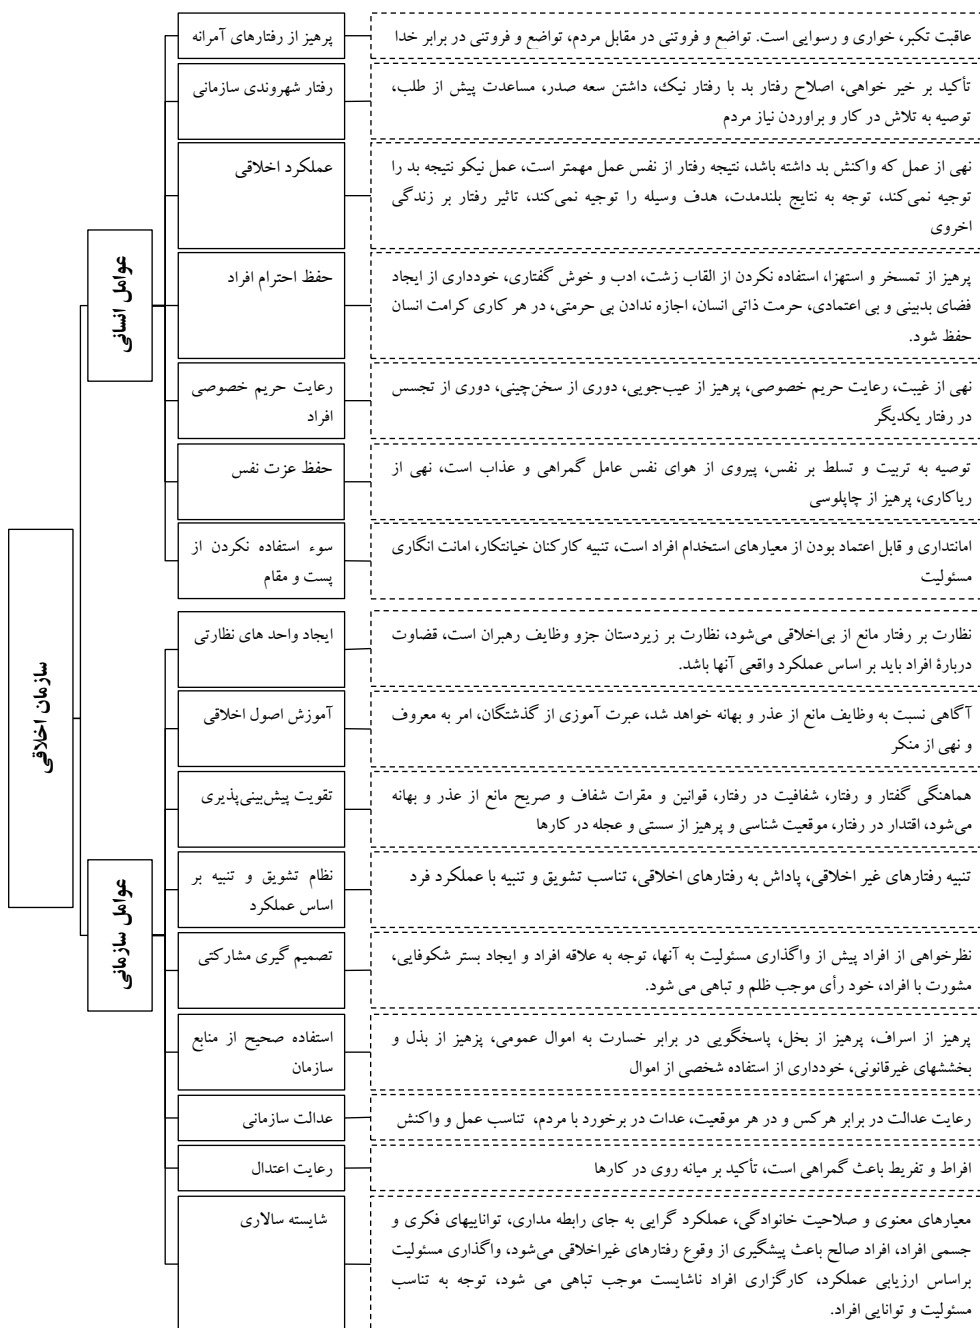 سازمان اخلاقی
عوامل انسانی
پرهیز از رفتارهای آمرانه
عاقبت تکبر، خواری و رسوایی است. تواضع و فروتنی در مقابل مردم، تواضع و فروتنی در برابر خدا
رفتار شهروندی سازمانی
تأکید بر خیر خواهی، اصلاح رفتار بد با رفتار نیک، داشتن سعه صدر، مساعدت پیش از طلب،
توصیه به تلاش در کار و براوردن نیاز مردم
عملکرد اخلاقی
نهی از عمل که واکنش بد داشته باشد، نتیجه رفتار از نفس عمل مهمتر است، عمل نیکو نتیجه بد را
توجیه نمی‌کند، توجه به نتایج بلندمدت، هدف وسیله را توجیه نمی‌کند، تاثیر رفتار بر زندگی
اخروی
حفظ احترام افراد
پرهیز از تمسخر و استهزا، استفاده نکردن از القاب زشت، ادب و خوش گفتاری، خودداری از ایجاد
فضای بدبینی و بی اعتمادی، حرمت ذاتی انسان، اجازه ندادن بی حرمتی، در هر کاری کرامت انسان
حفظ شود.
رعایت حریم خصوصی
افراد
نهی از غیبت، رعایت حریم خصوصی، پرهیز از عیب‌جویی، دوری از سخن‌چینی، دوری از تجسس
در رفتار یکدیگر
حفظ عزت نفس
توصیه به تربیت و تسلط بر نفس، پیروی از هوای نفس عامل گمراهی و عذاب است، نهی از
ریاکاری، پرهیز از چاپلوسی
سوء استفاده نکردن از
پست و مقام
امانتداری و قابل اعتماد بودن از معیارهای استخدام افراد است، تنبیه کارکنان خیانتکار، امانت انگاری
مسئولیت
عوامل سازمانی
ایجاد واحد های نظارتی
نظارت بر رفتار مانع از بی‌اخلاقی می‌شود، نظارت بر زیردستان جزو وظایف رهبران است، قضاوت
دربارۀ افراد باید بر اساس عملکرد واقعی آنها باشد.
آموزش اصول اخلاقی
آگاهی نسبت به وظایف مانع از عذر و بهانه خواهد شد، عبرت آموزی از گذشتگان، امر به معروف
و نهی از منکر
تقویت پیش‌بینی‌پذیری
هماهنگی گفتار و رفتار، شفافیت در رفتار، قوانین و مقرات شفاف و صریح مانع از عذر و بهانه
می‌شود، اقتدار در رفتار، موقعیت شناسی و پرهیز از سستی و عجله در کارها
نظام تشویق و تنبیه بر
اساس عملکرد
تنبیه رفتارهای غیر اخلاقی، پاداش به رفتارهای اخلاقی، تناسب تشویق و تنبیه با عملکرد فرد
تصمیم گیری مشارکتی
نظرخواهی از افراد پیش از واگذاری مسئولیت به آنها، توجه به علاقه افراد و ایجاد بستر شکوفایی،
مشورت با افراد، خود رأی موجب ظلم و تباهی می شود.
استفاده صحیح از منابع
سازمان
پرهیز از اسراف، پرهیز از بخل، پاسخگویی در برابر خسارت به اموال عمومی، پزهیز از بذل و
بخششهای غیرقانونی، خودداری از استفاده شخصی از اموال
عدالت سازمانی
رعایت عدالت در برابر هرکس و در هر موقعیت، عدات در برخورد با مردم، تناسب عمل و واکنش
رعایت اعتدال
افراط و تفریط باعث گمراهی است، تأکید بر میانه روی در کارها
شایسته سالاری
معیارهای معنوی و صلاحیت خانوادگی، عملکرد گرایی به جای رابطه مداری، تواناییهای فکری و
جسمی افراد، افراد صالح باعث پیشگیری از وقوع رفتارهای غیراخلاقی می‌شود، واگذاری مسئولیت
براساس ارزیابی عملکرد، کارگزاری افراد ناشایست موجب تباهی می شود، توجه به تناسب
مسئولیت و توانایی افراد.